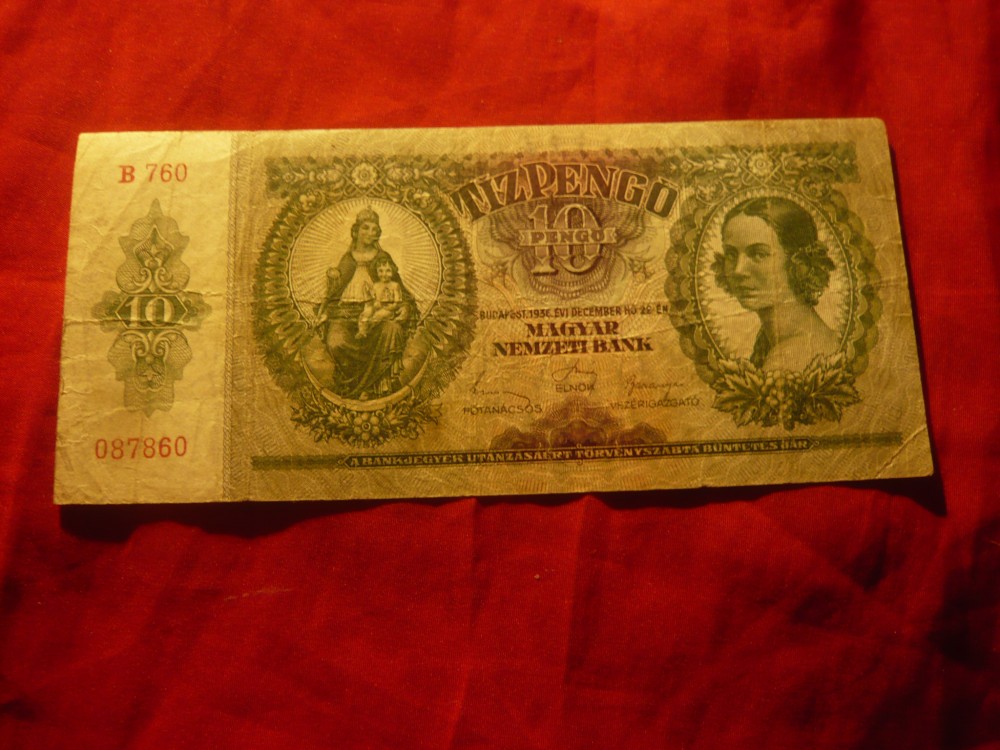 B 760
10
087860
TÍZPENGŐ
10
PENGŐ
BUDAPEST, 1936. ÉVI DECEMBER HÓ 22-ÉN
MAGYAR
NEMZETI BANK
ELNÖK
FŐTANÁCSOS
VEZÉRIGAZGATÓ
A BANKJEGYEK UTÁNZÁSÁÉRT TÖRVÉNYSZABTA BÜNTETÉS JÁR